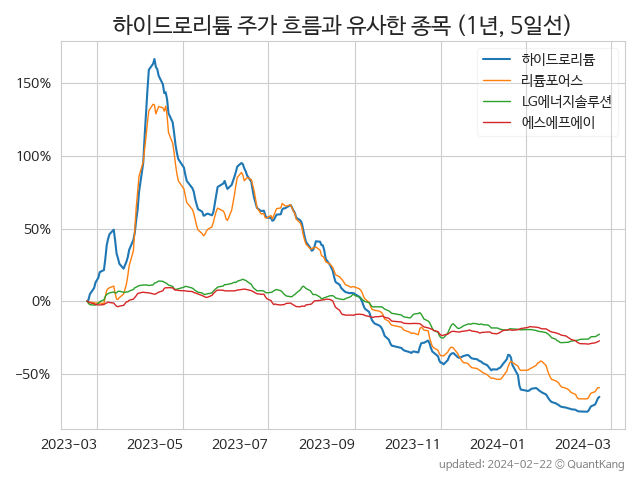 하이드로리튬 주가 흐름과 유사한 종목 (1년, 5일선)
하이드로리튬
리튬포어스
LG에너지솔루션
에스에프에이
150%
100%
50%
0%
−50%
2023-03 2023-05 2023-07 2023-09 2023-11 2024-01 2024-03
updated: 2024-02-22 © QuantKang